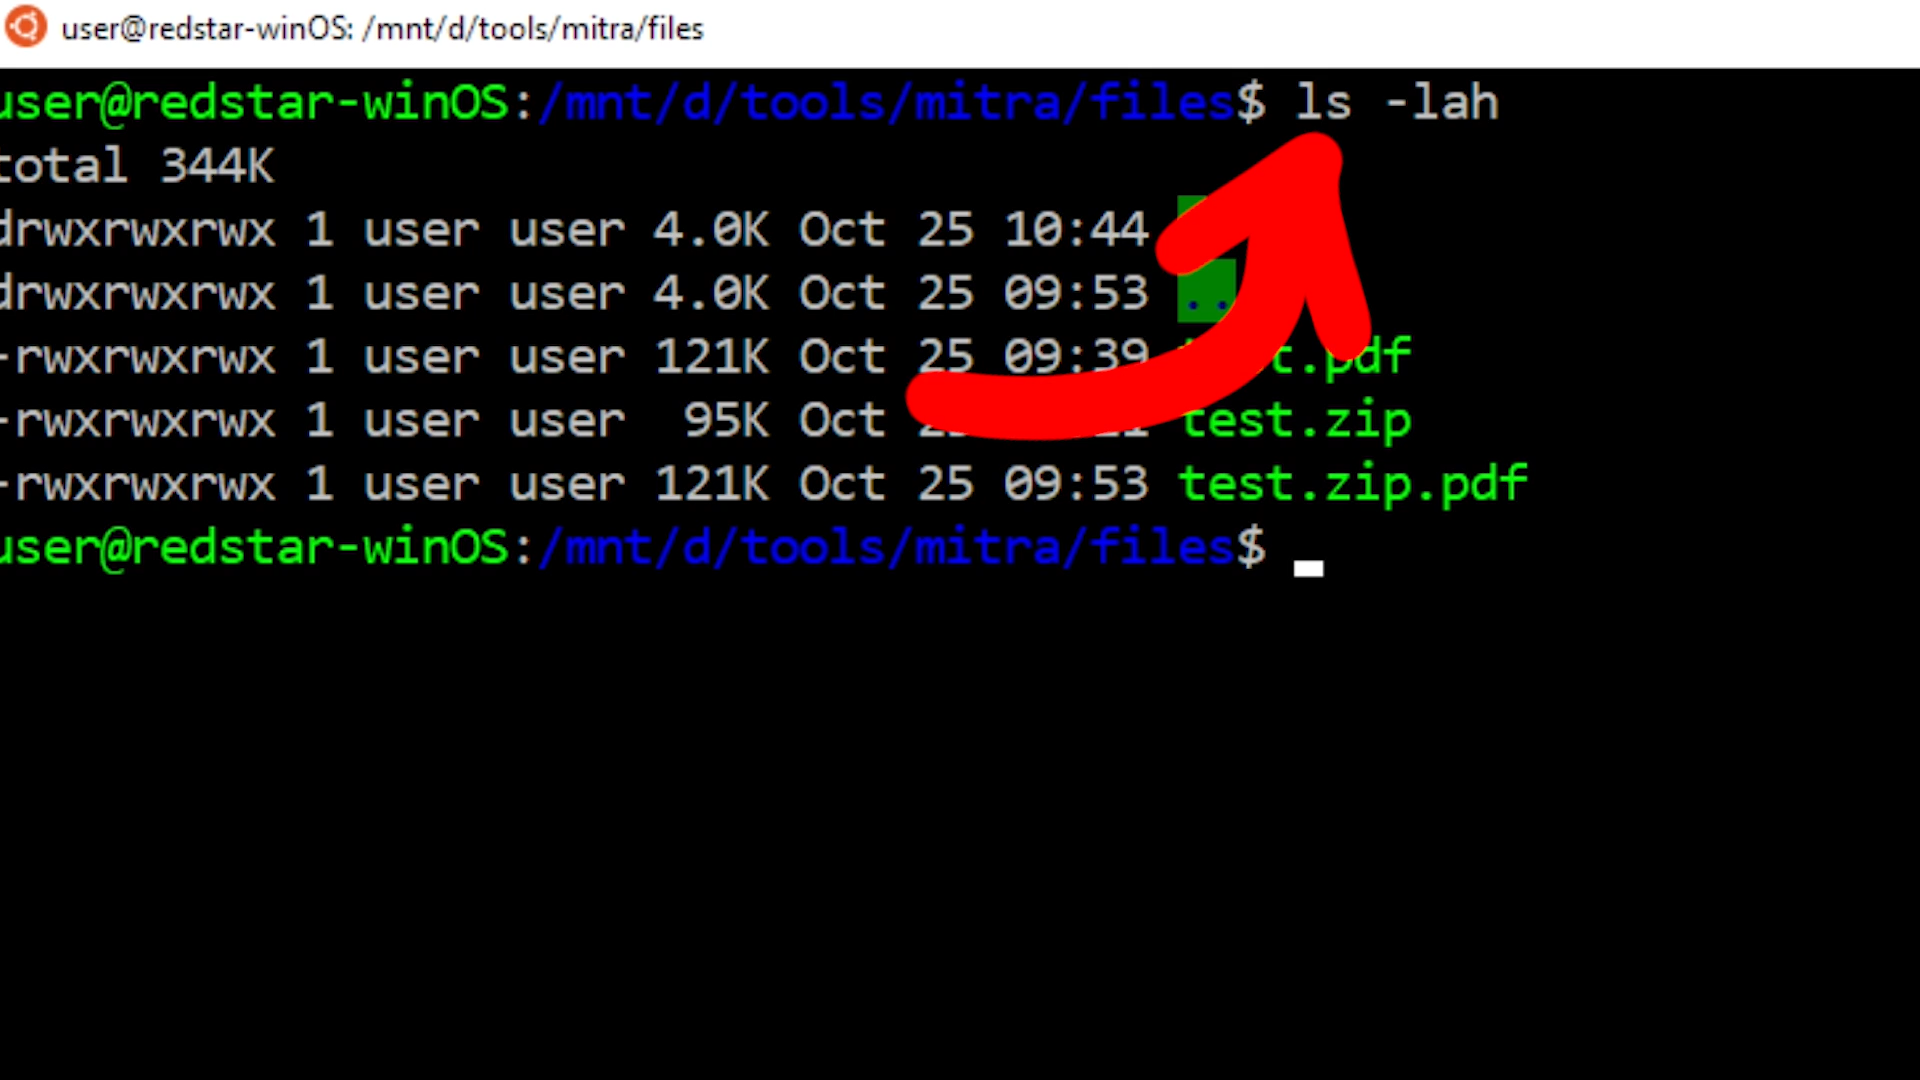 user@redstar-winOS: /mnt/d/tools/mitra/files
user@redstar-winOS:/mnt/d/tools/mitra/files$ ls -lah
total 344K
drwxrwxrwx 1 user user 4.0K Oct 25 10:44
drwxrwxrwx 1 user user 4.0K Oct 25 09:53 ..
-rwxrwxrwx 1 user user 121K Oct 25 09:39 t.pdf
-rwxrwxrwx 1 user user 95K Oct test.zip
-rwxrwxrwx 1 user user 121K Oct 25 09:53 test.zip.pdf
user@redstar-winOS:/mnt/d/tools/mitra/files$